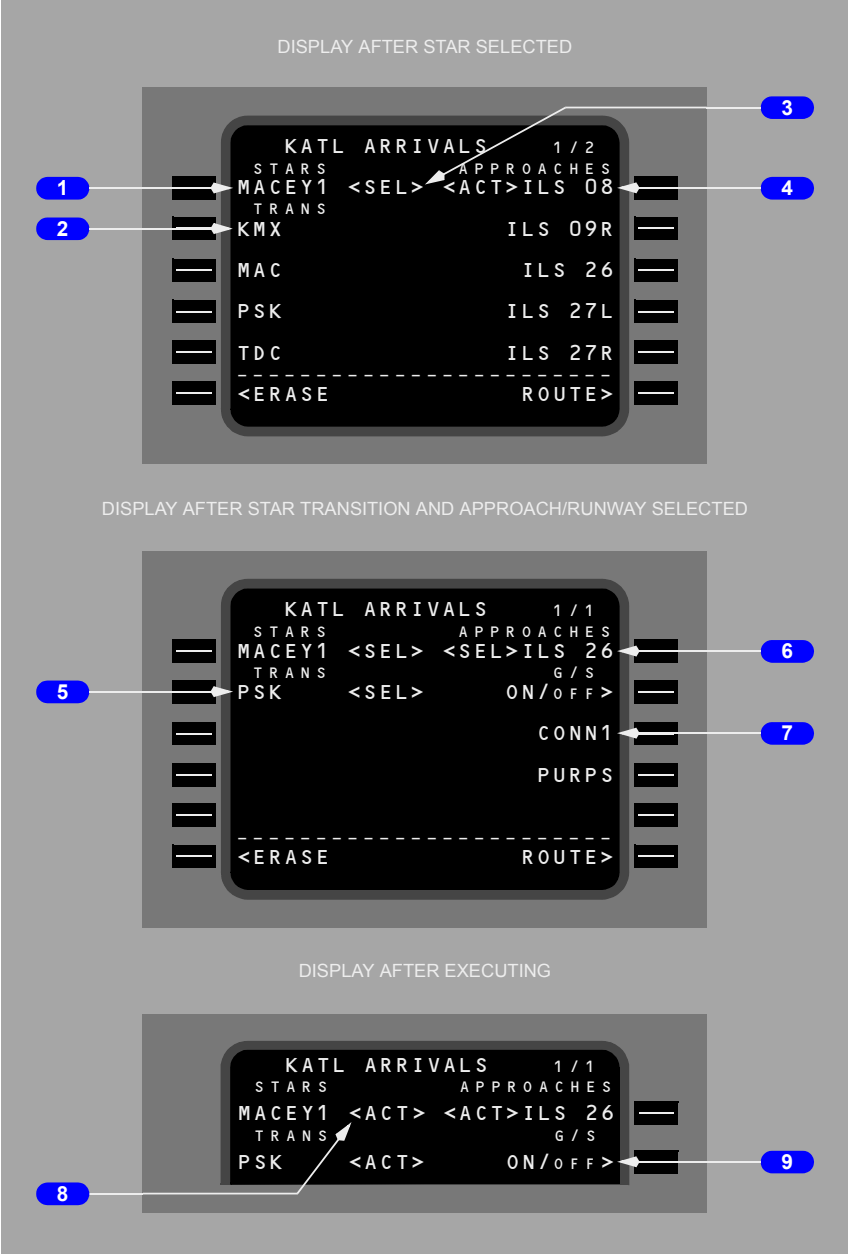 DISPLAY AFTER STAR SELECTED
3
KATL ARRIVALS 1/2
STARS APPROACHES
1 MACEY1 <SEL> <ACT>ILS 08 4
TRANS
2 KMX ILS 09R
MAC ILS 26
PSK ILS 27L
TDC ILS 27R
------------------------
<ERASE ROUTE>
DISPLAY AFTER STAR TRANSITION AND APPROACH/RUNWAY SELECTED
KATL ARRIVALS 1/1
STARS APPROACHES
MACEY1 <SEL> <SEL>ILS 26 6
TRANS G/S
5 PSK <SEL> ON/OFF>
CONN1 7
PURPS
------------------------
<ERASE ROUTE>
DISPLAY AFTER EXECUTING
KATL ARRIVALS 1/1
STARS APPROACHES
MACEY1 <ACT> <ACT>ILS 26
TRANS G/S
PSK <ACT> ON/OFF> 9
8